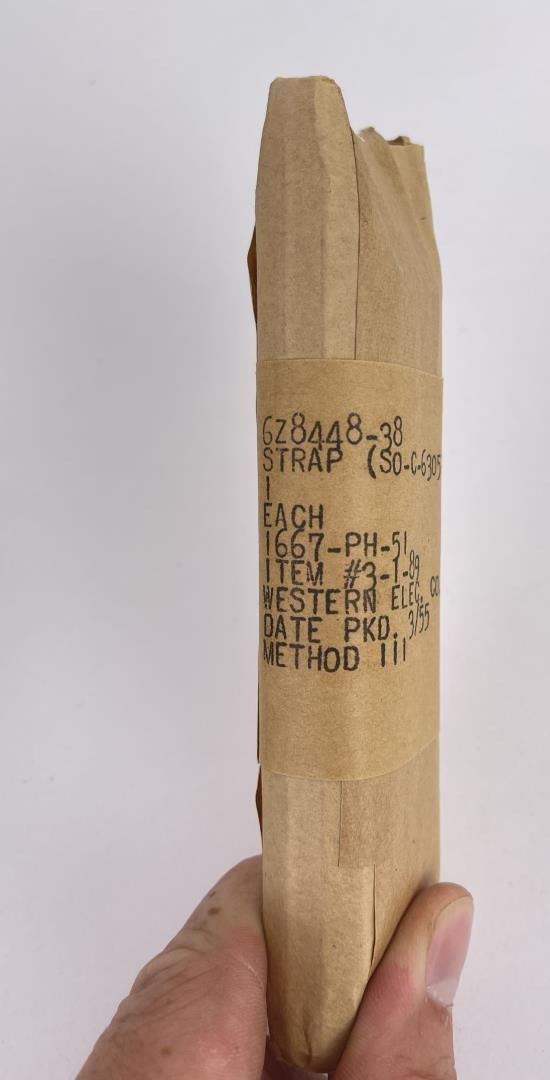 6Z8448-38
STRAP (SO-C-6305
1
EACH
1667-PH-51
ITEM #3-1-89
WESTERN ELEC. CO.
DATE PKD. 3/55
METHOD III